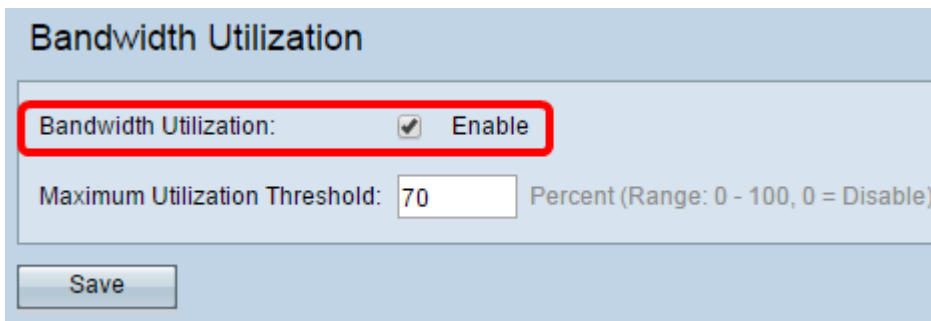 Bandwidth Utilization
Bandwidth Utilization: Enable
Maximum Utilization Threshold: 70 Percent (Range: 0 - 100, 0 = Disable)
Save